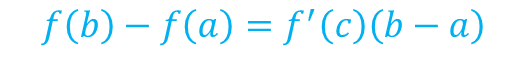 f(b) − f(a) = f′(c)(b − a)